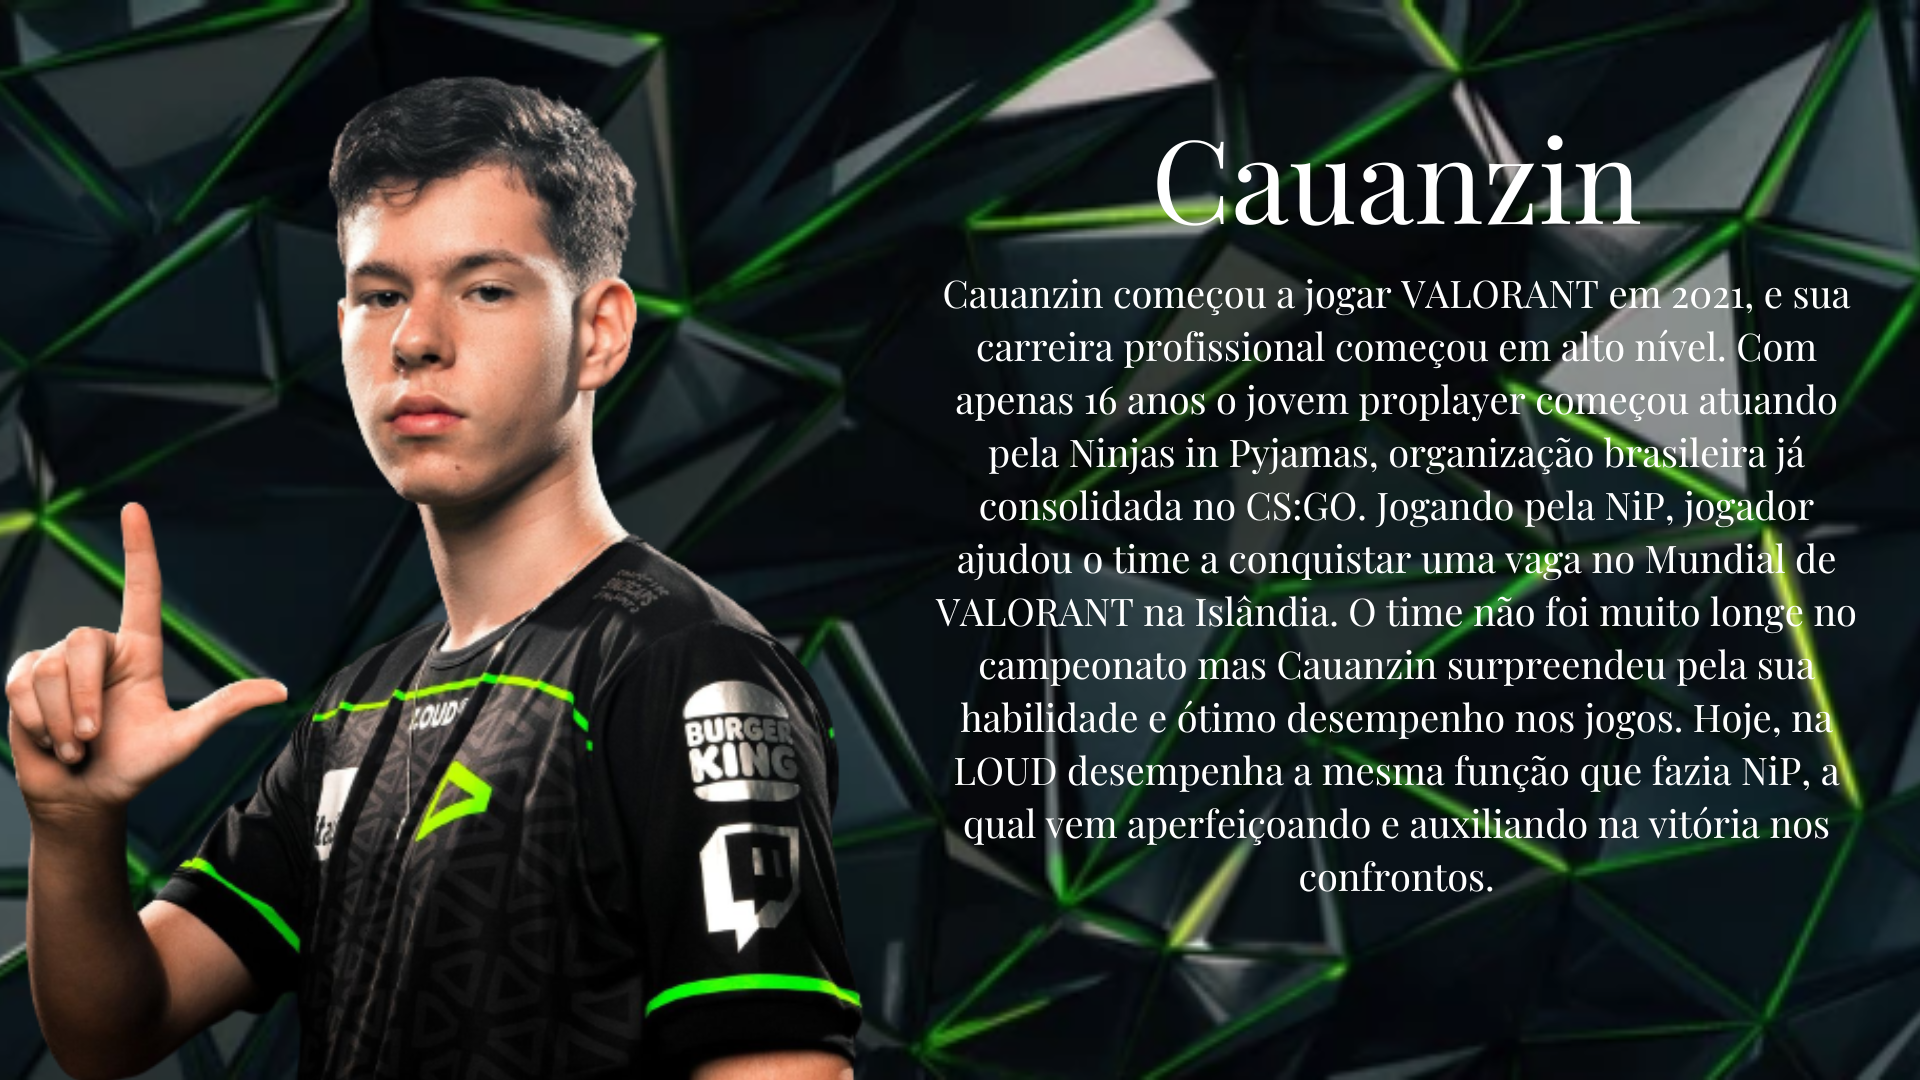 Cauanzin
Cauanzin começou a jogar VALORANT em 2021, e sua
carreira profissional começou em alto nível. Com
apenas 16 anos o jovem proplayer começou atuando
pela Ninjas in Pyjamas, organização brasileira já
consolidada no CS:GO. Jogando pela NiP, jogador
ajudou o time a conquistar uma vaga no Mundial de
VALORANT na Islândia. O time não foi muito longe no
campeonato mas Cauanzin surpreendeu pela sua
habilidade e ótimo desempenho nos jogos. Hoje, na
LOUD desempenha a mesma função que fazia NiP, a
qual vem aperfeiçoando e auxiliando na vitória nos
confrontos.
LOUD
BURGER
KING